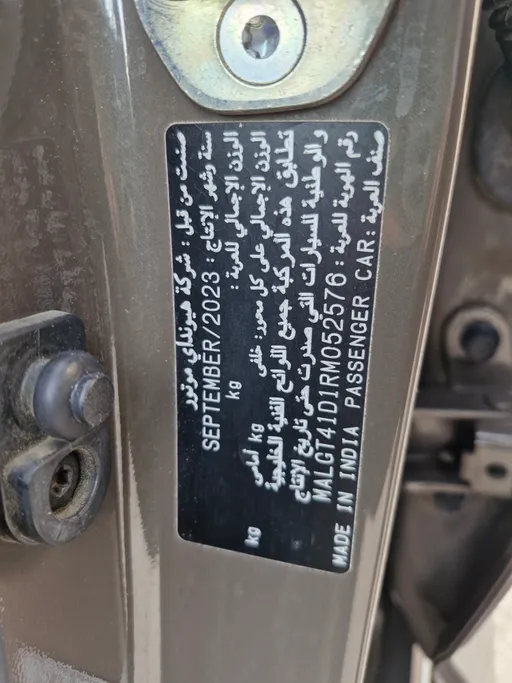 صنعت من قبل : شركة هيونداي موتور
سنة وشهر الإنتاج : SEPTEMBER/2023
الوزن الإجمالي للعربة : kg
الوزن الإجمالي على كل محور: خلفي kg أمامي kg
تطابق هذه المركبة جميع اللوائح الفنية الخليجية
والوطنية للسيارات التي صدرت حتى تاريخ الإنتاج
رقم الهوية للعربة : MALGT41D1RM052576
صنف العربة : MADE IN INDIA PASSENGER CAR